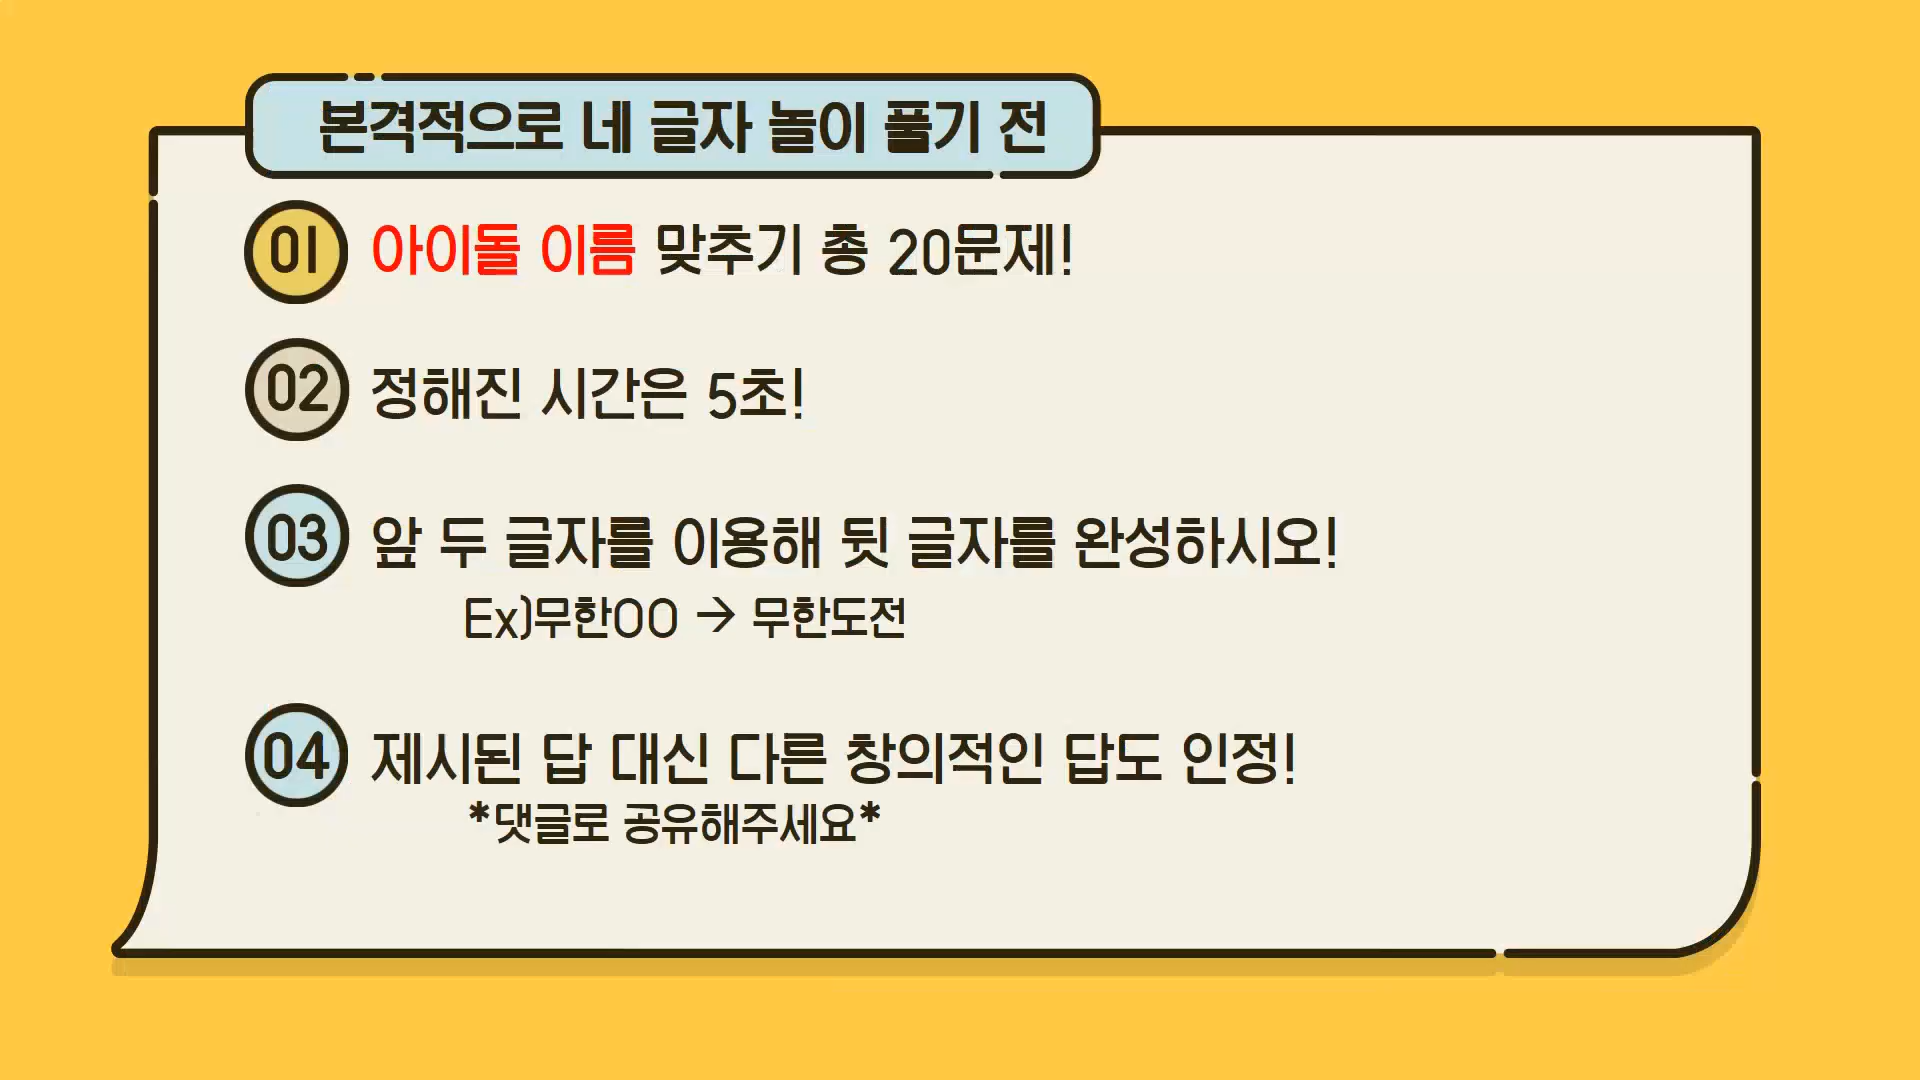 본격적으로 네 글자 놀이 풀기 전
01 아이돌 이름 맞추기 총 20문제!
02 정해진 시간은 5초!
03 앞 두 글자를 이용해 뒷 글자를 완성하시오!
Ex)무한OO → 무한도전
04 제시된 답 대신 다른 창의적인 답도 인정!
*댓글로 공유해주세요*